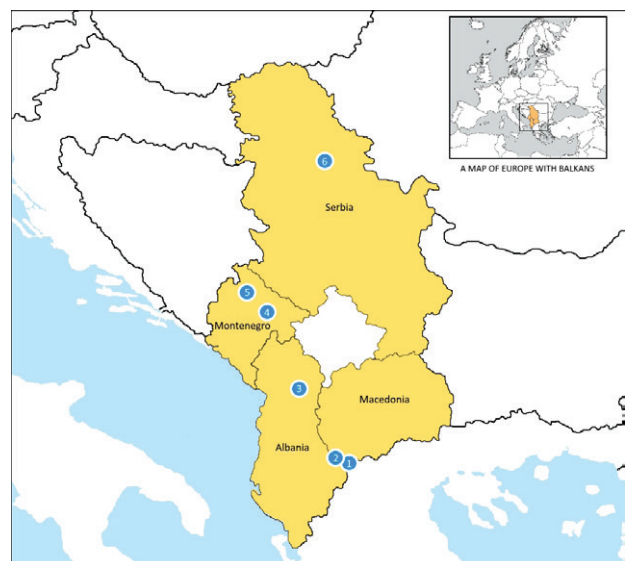 A MAP OF EUROPE WITH BALKANS
6
Serbia
5
4
Montenegro
3
Macedonia
Albania
2
1